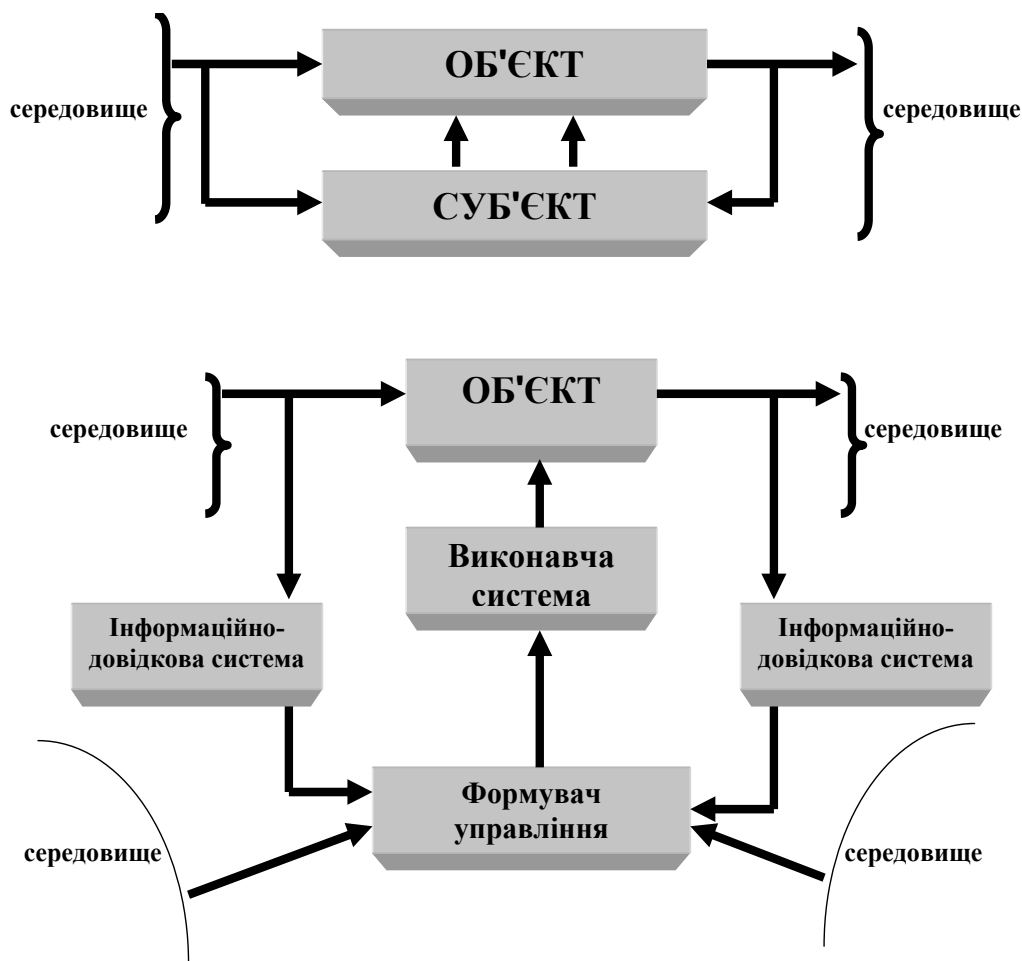 ОБ'ЄКТ
середовище
середовище
СУБ'ЄКТ
ОБ'ЄКТ
середовище
середовище
Виконавча
система
Інформаційно-
довідкова система
Інформаційно-
довідкова система
Формувач
управління
середовище
середовище